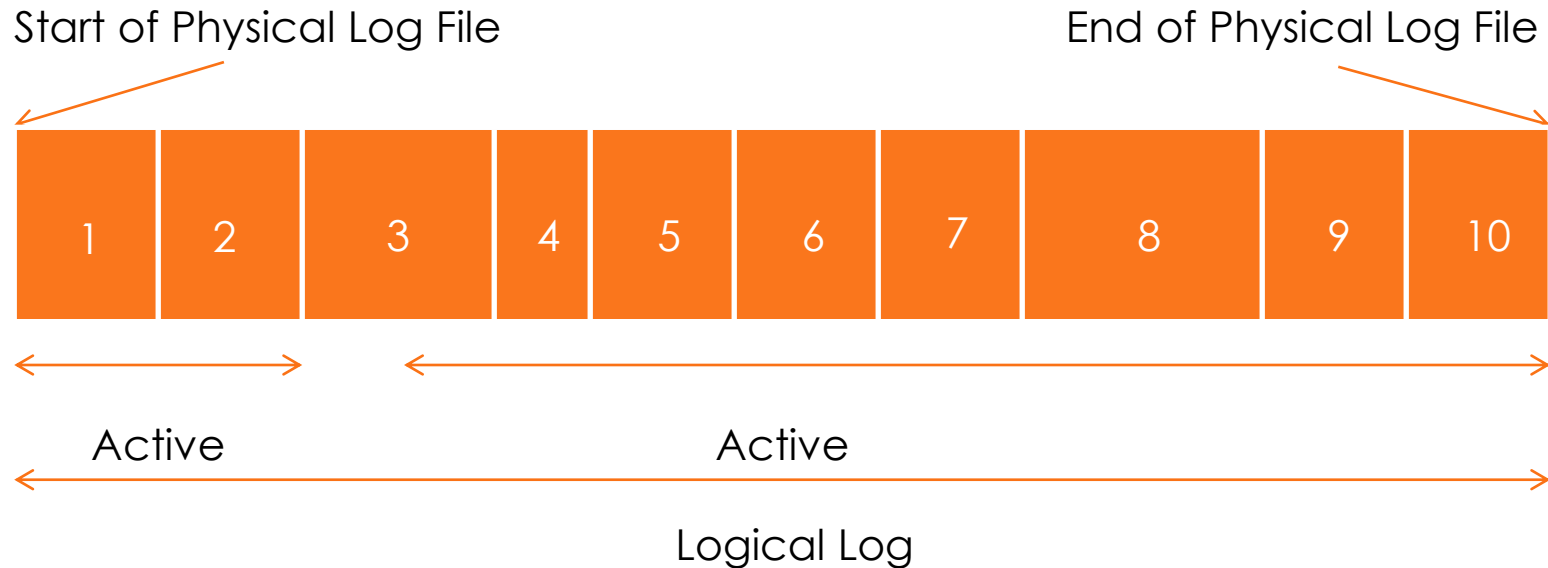 Start of Physical Log File
End of Physical Log File
1 2 3 4 5 6 7 8 9 10
Active
Active
Logical Log